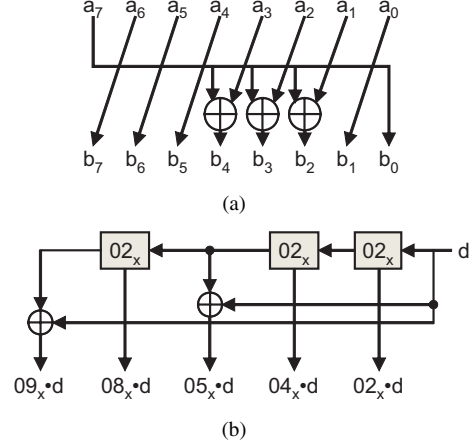 a₇ a₆ a₅ a₄ a₃ a₂ a₁ a₀
b₇ b₆ b₅ b₄ b₃ b₂ b₁ b₀
(a)
02ₓ 02ₓ 02ₓ d
09ₓ•d 08ₓ•d 05ₓ•d 04ₓ•d 02ₓ•d
(b)